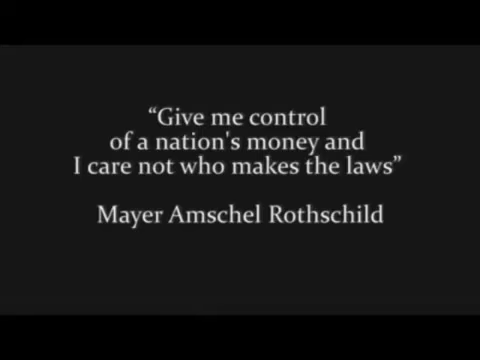 “Give me control
of a nation's money and
I care not who makes the laws”
Mayer Amschel Rothschild